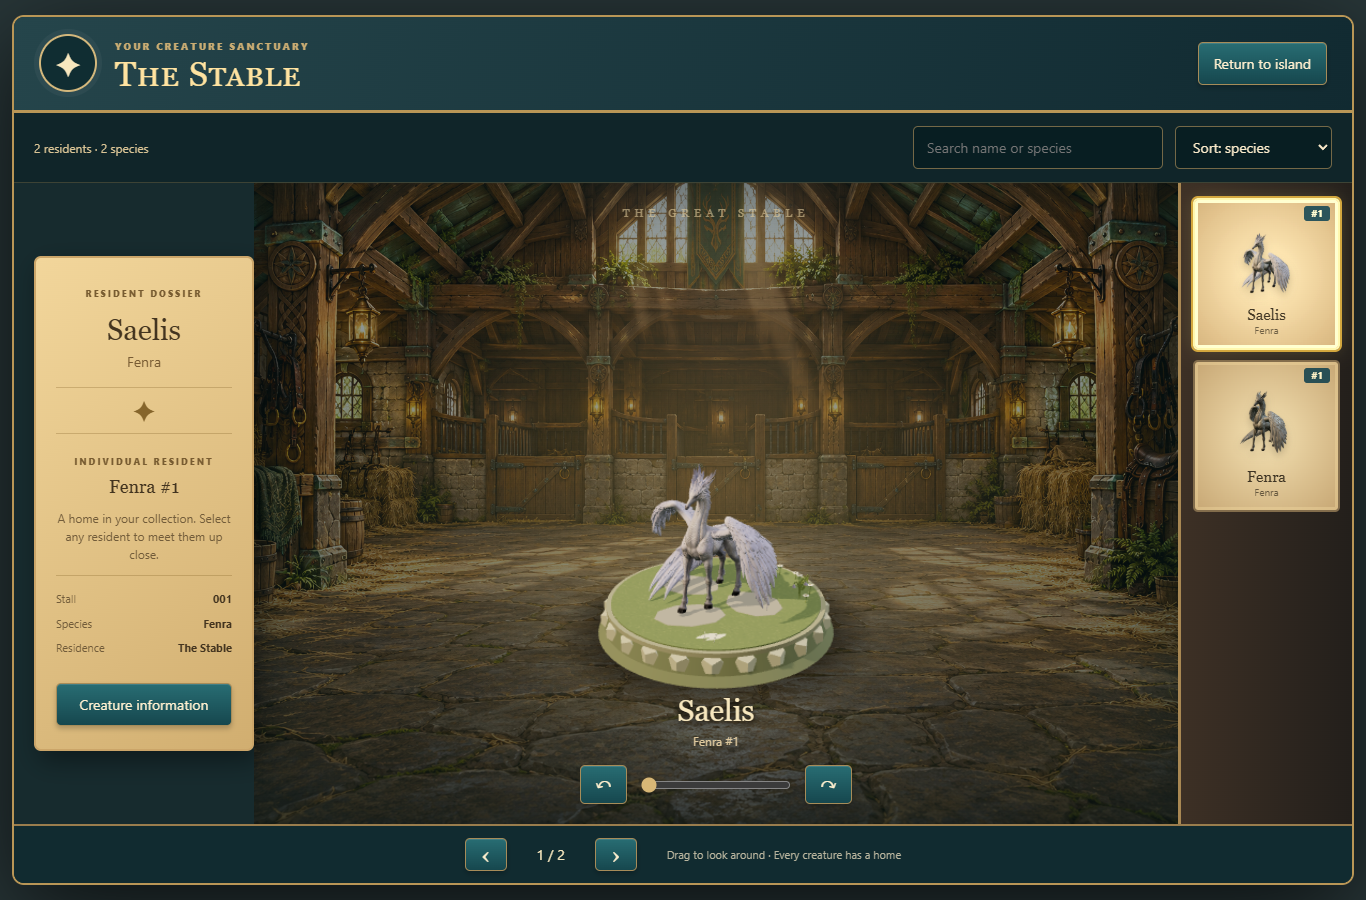 YOUR CREATURE SANCTUARY
THE STABLE
Return to island
2 residents · 2 species
Search name or species
Sort: species
RESIDENT DOSSIER
Saelis
Fenra
INDIVIDUAL RESIDENT
Fenra #1
A home in your collection. Select
any resident to meet them up
close.
Stall 001
Species Fenra
Residence The Stable
Creature information
THE GREAT STABLE
Saelis
Fenra #1
#1
Saelis
Fenra
#1
Fenra
Fenra
1 / 2
Drag to look around · Every creature has a home